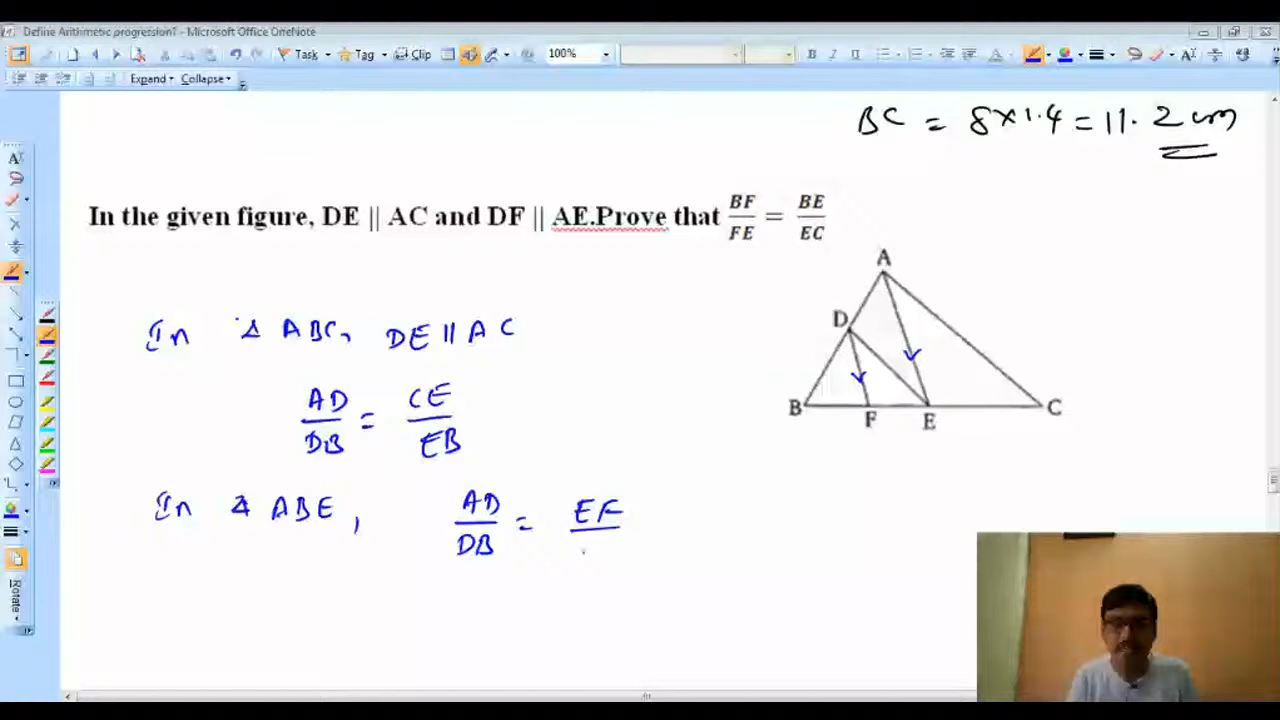 Define Arithmetic progression? - Microsoft Office OneNote
Task Tag Clip 100% B I U
Expand Collapse
BC = 8 × 1.4 = 11.2 cm
In the given figure, DE || AC and DF || AE.Prove that BF/FE = BE/EC
A
D
B F E C
In Δ ABC, DE || AC
AD/DB = CE/EB
In Δ ABE, AD/DB = EF
Rotate